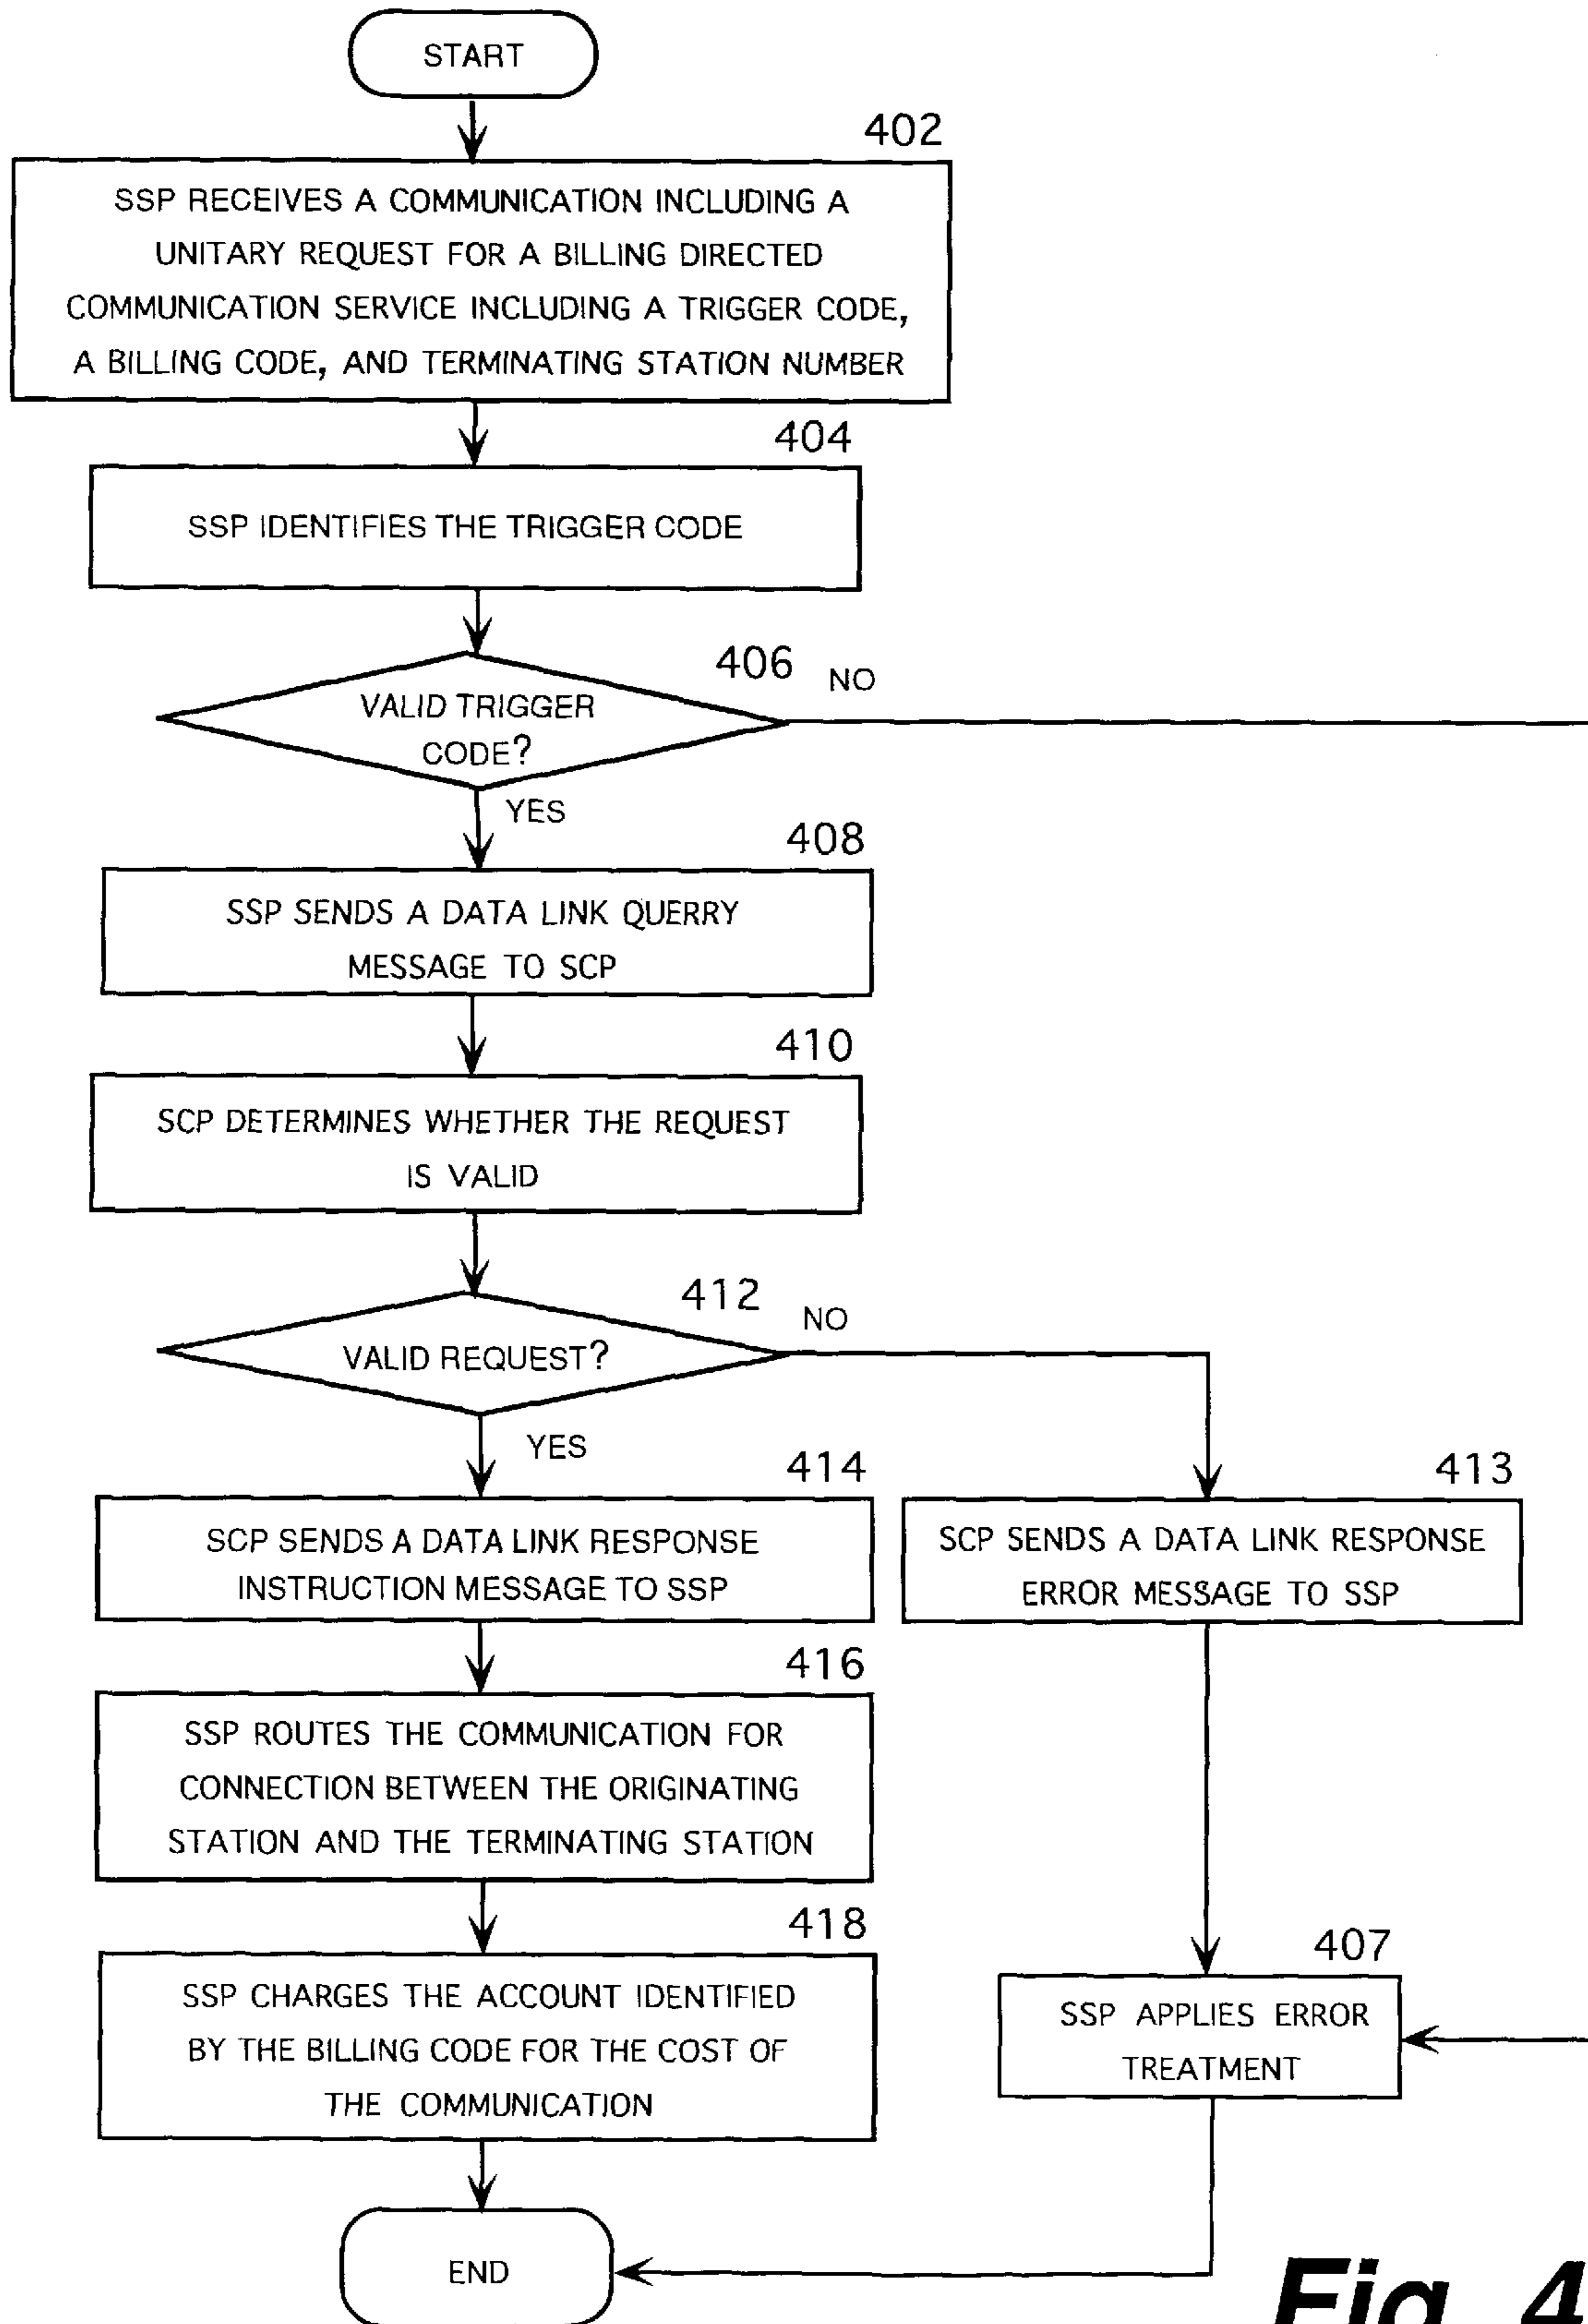 START
402
SSP RECEIVES A COMMUNICATION INCLUDING A
UNITARY REQUEST FOR A BILLING DIRECTED
COMMUNICATION SERVICE INCLUDING A TRIGGER CODE,
A BILLING CODE, AND TERMINATING STATION NUMBER
404
SSP IDENTIFIES THE TRIGGER CODE
406
NO
VALID TRIGGER
CODE?
YES
408
SSP SENDS A DATA LINK QUERRY
MESSAGE TO SCP
410
SCP DETERMINES WHETHER THE REQUEST
IS VALID
412
NO
VALID REQUEST?
YES
414
SCP SENDS A DATA LINK RESPONSE
INSTRUCTION MESSAGE TO SSP
413
SCP SENDS A DATA LINK RESPONSE
ERROR MESSAGE TO SSP
416
SSP ROUTES THE COMMUNICATION FOR
CONNECTION BETWEEN THE ORIGINATING
STATION AND THE TERMINATING STATION
418
SSP CHARGES THE ACCOUNT IDENTIFIED
BY THE BILLING CODE FOR THE COST OF
THE COMMUNICATION
407
SSP APPLIES ERROR
TREATMENT
END
Fig. 4